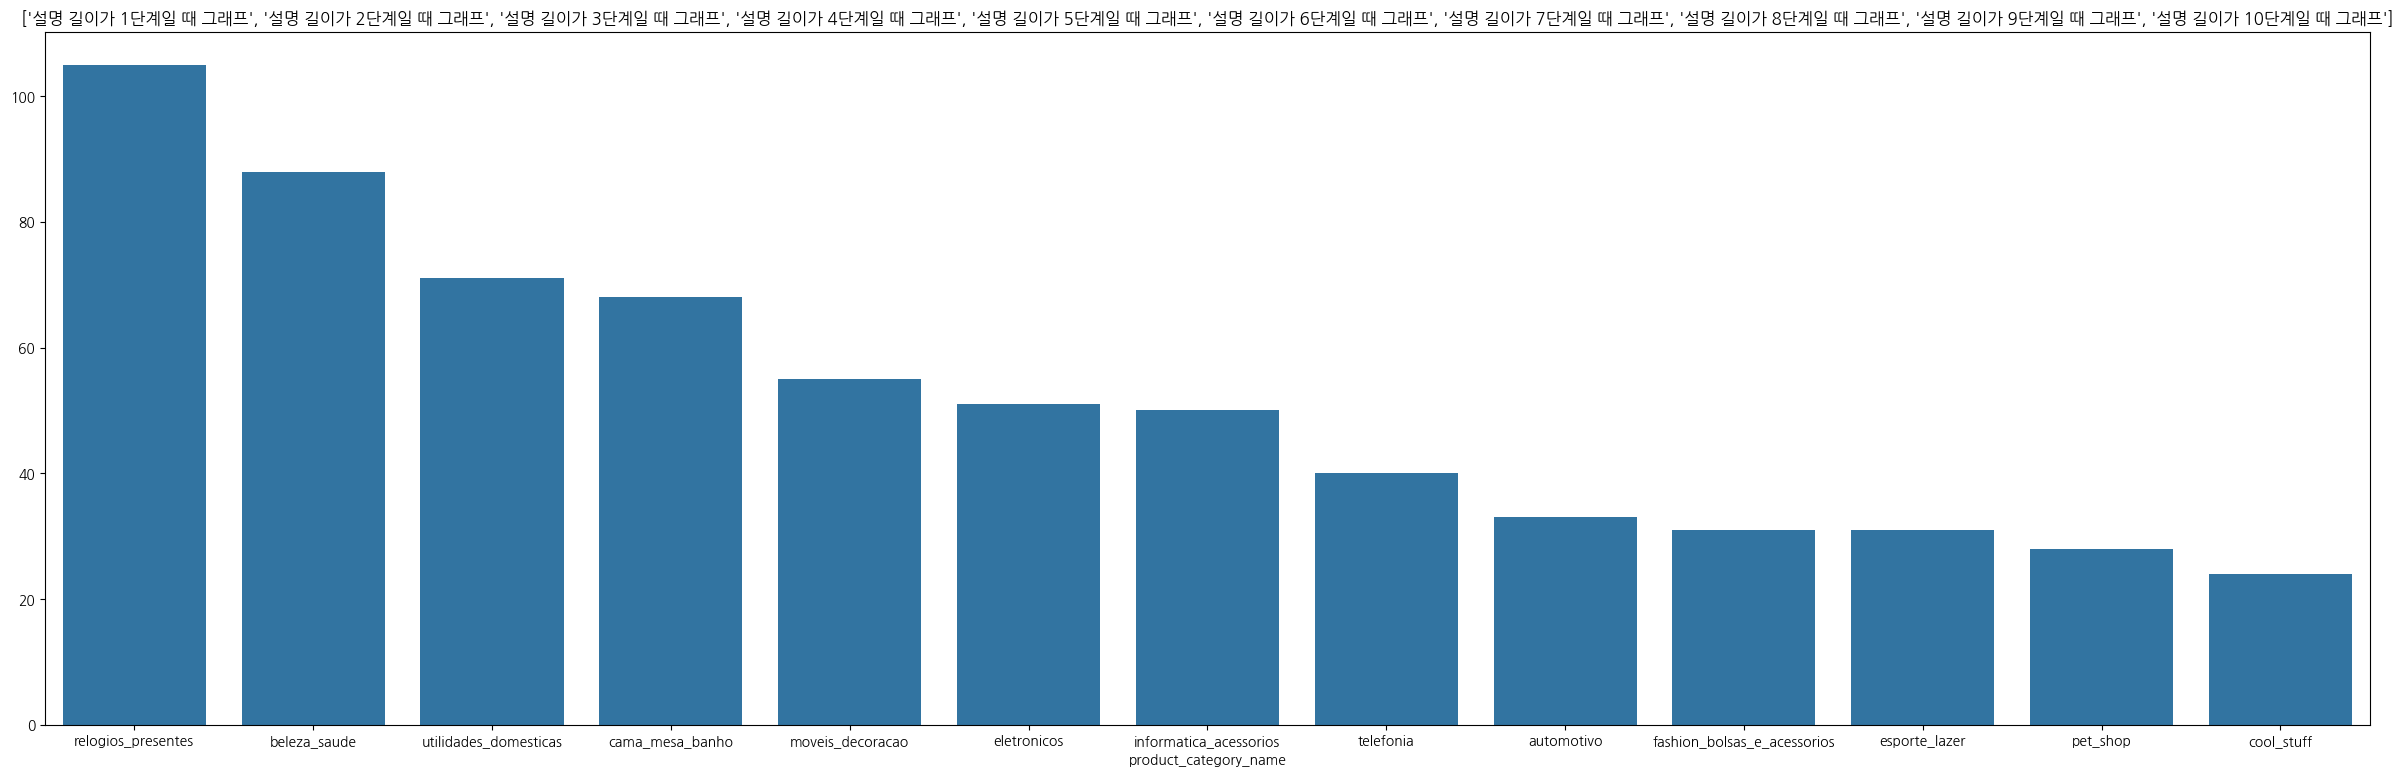 ['설명 길이가 1단계일 때 그래프', '설명 길이가 2단계일 때 그래프', '설명 길이가 3단계일 때 그래프', '설명 길이가 4단계일 때 그래프', '설명 길이가 5단계일 때 그래프', '설명 길이가 6단계일 때 그래프', '설명 길이가 7단계일 때 그래프', '설명 길이가 8단계일 때 그래프', '설명 길이가 9단계일 때 그래프', '설명 길이가 10단계일 때 그래프']
100
80
60
40
20
0
relogios_presentes beleza_saude utilidades_domesticas cama_mesa_banho moveis_decoracao eletronicos informatica_acessorios telefonia automotivo fashion_bolsas_e_acessorios esporte_lazer pet_shop cool_stuff
product_category_name